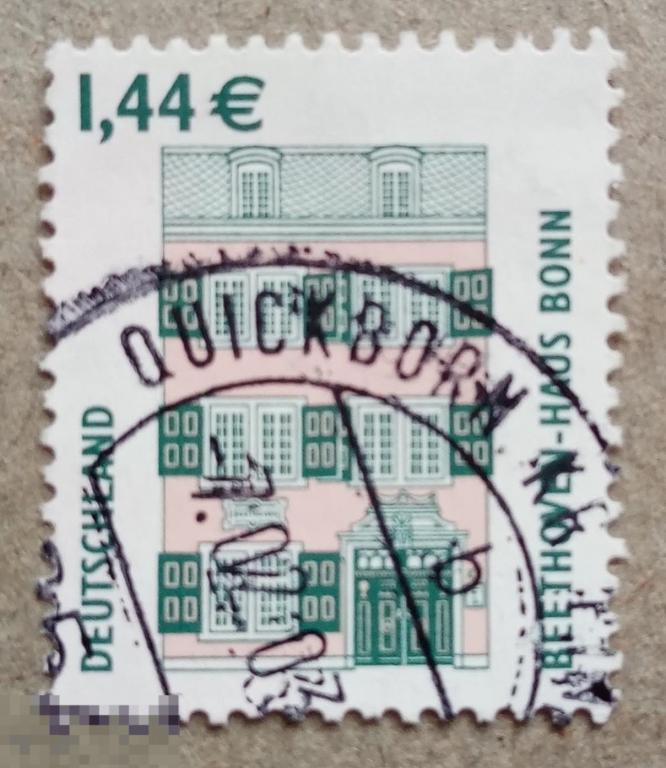 1,44 €
DEUTSCHLAND
BEETHOVEN-HAUS BONN
QUICKBORN
b